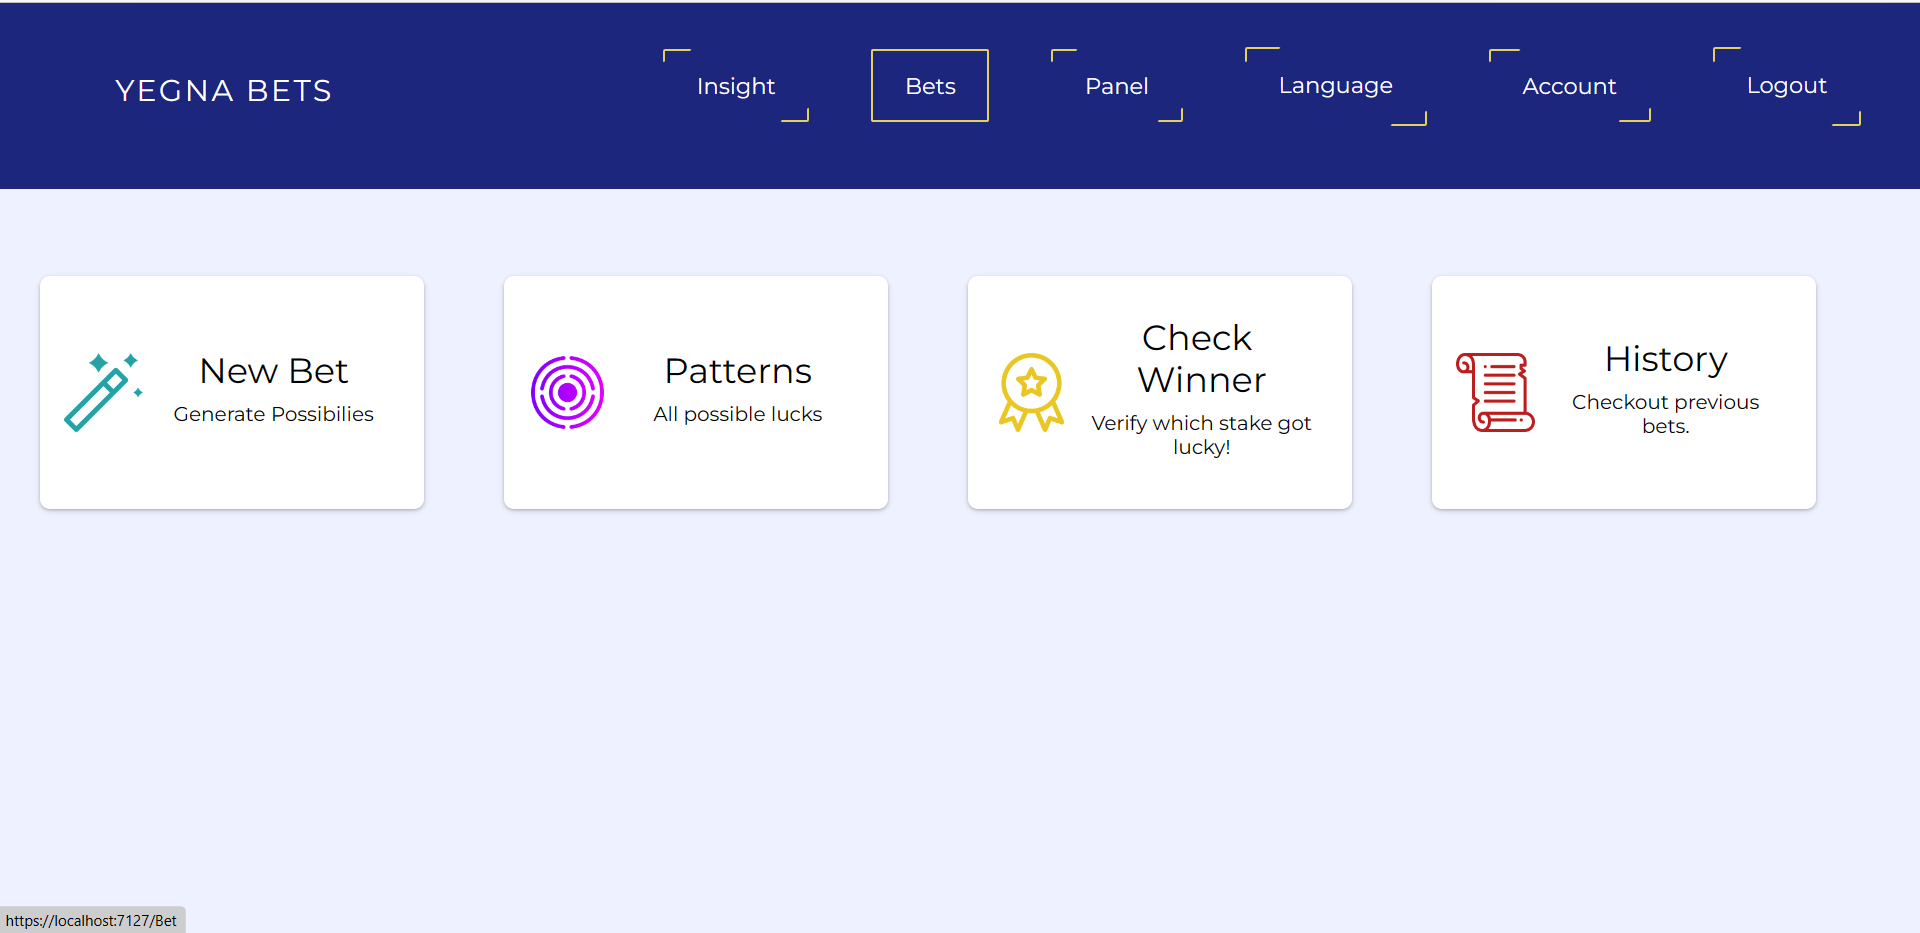 YEGNA BETS
Insight
Bets
Panel
Language
Account
Logout
New Bet
Generate Possibilies
Patterns
All possible lucks
Check
Winner
Verify which stake got
lucky!
History
Checkout previous
bets.
https://localhost:7127/Bet